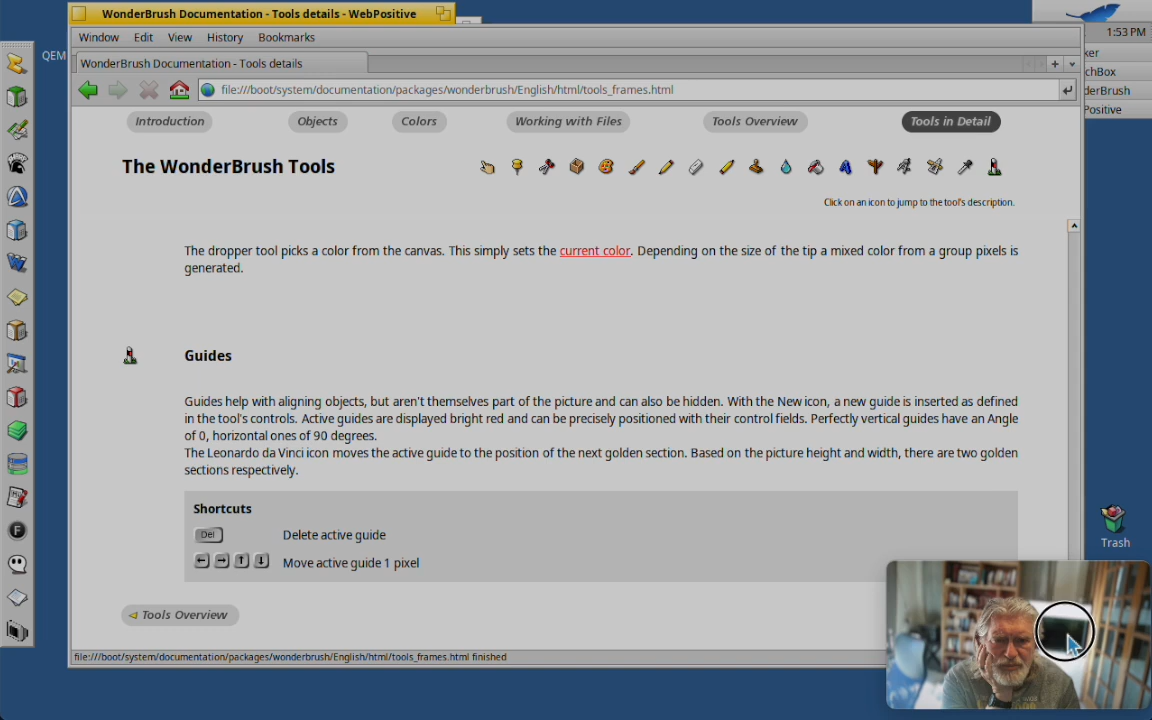 WonderBrush Documentation - Tools details - WebPositive
1:53 PM
Window Edit View History Bookmarks
QEM
ker
WonderBrush Documentation - Tools details
chBox
file:///boot/system/documentation/packages/wonderbrush/English/html/tools_frames.html
derBrush
Positive
Introduction Objects Colors Working with Files Tools Overview Tools in Detail
The WonderBrush Tools
Click on an icon to jump to the tool's description.
The dropper tool picks a color from the canvas. This simply sets the current color. Depending on the size of the tip a mixed color from a group pixels is
generated.
Guides
Guides help with aligning objects, but aren't themselves part of the picture and can also be hidden. With the New icon, a new guide is inserted as defined
in the tool's controls. Active guides are displayed bright red and can be precisely positioned with their control fields. Perfectly vertical guides have an Angle
of 0, horizontal ones of 90 degrees.
The Leonardo da Vinci icon moves the active guide to the position of the next golden section. Based on the picture height and width, there are two golden
sections respectively.
Shortcuts
Del Delete active guide
← → ↑ ↓ Move active guide 1 pixel
Trash
Tools Overview
file:///boot/system/documentation/packages/wonderbrush/English/html/tools_frames.html finished